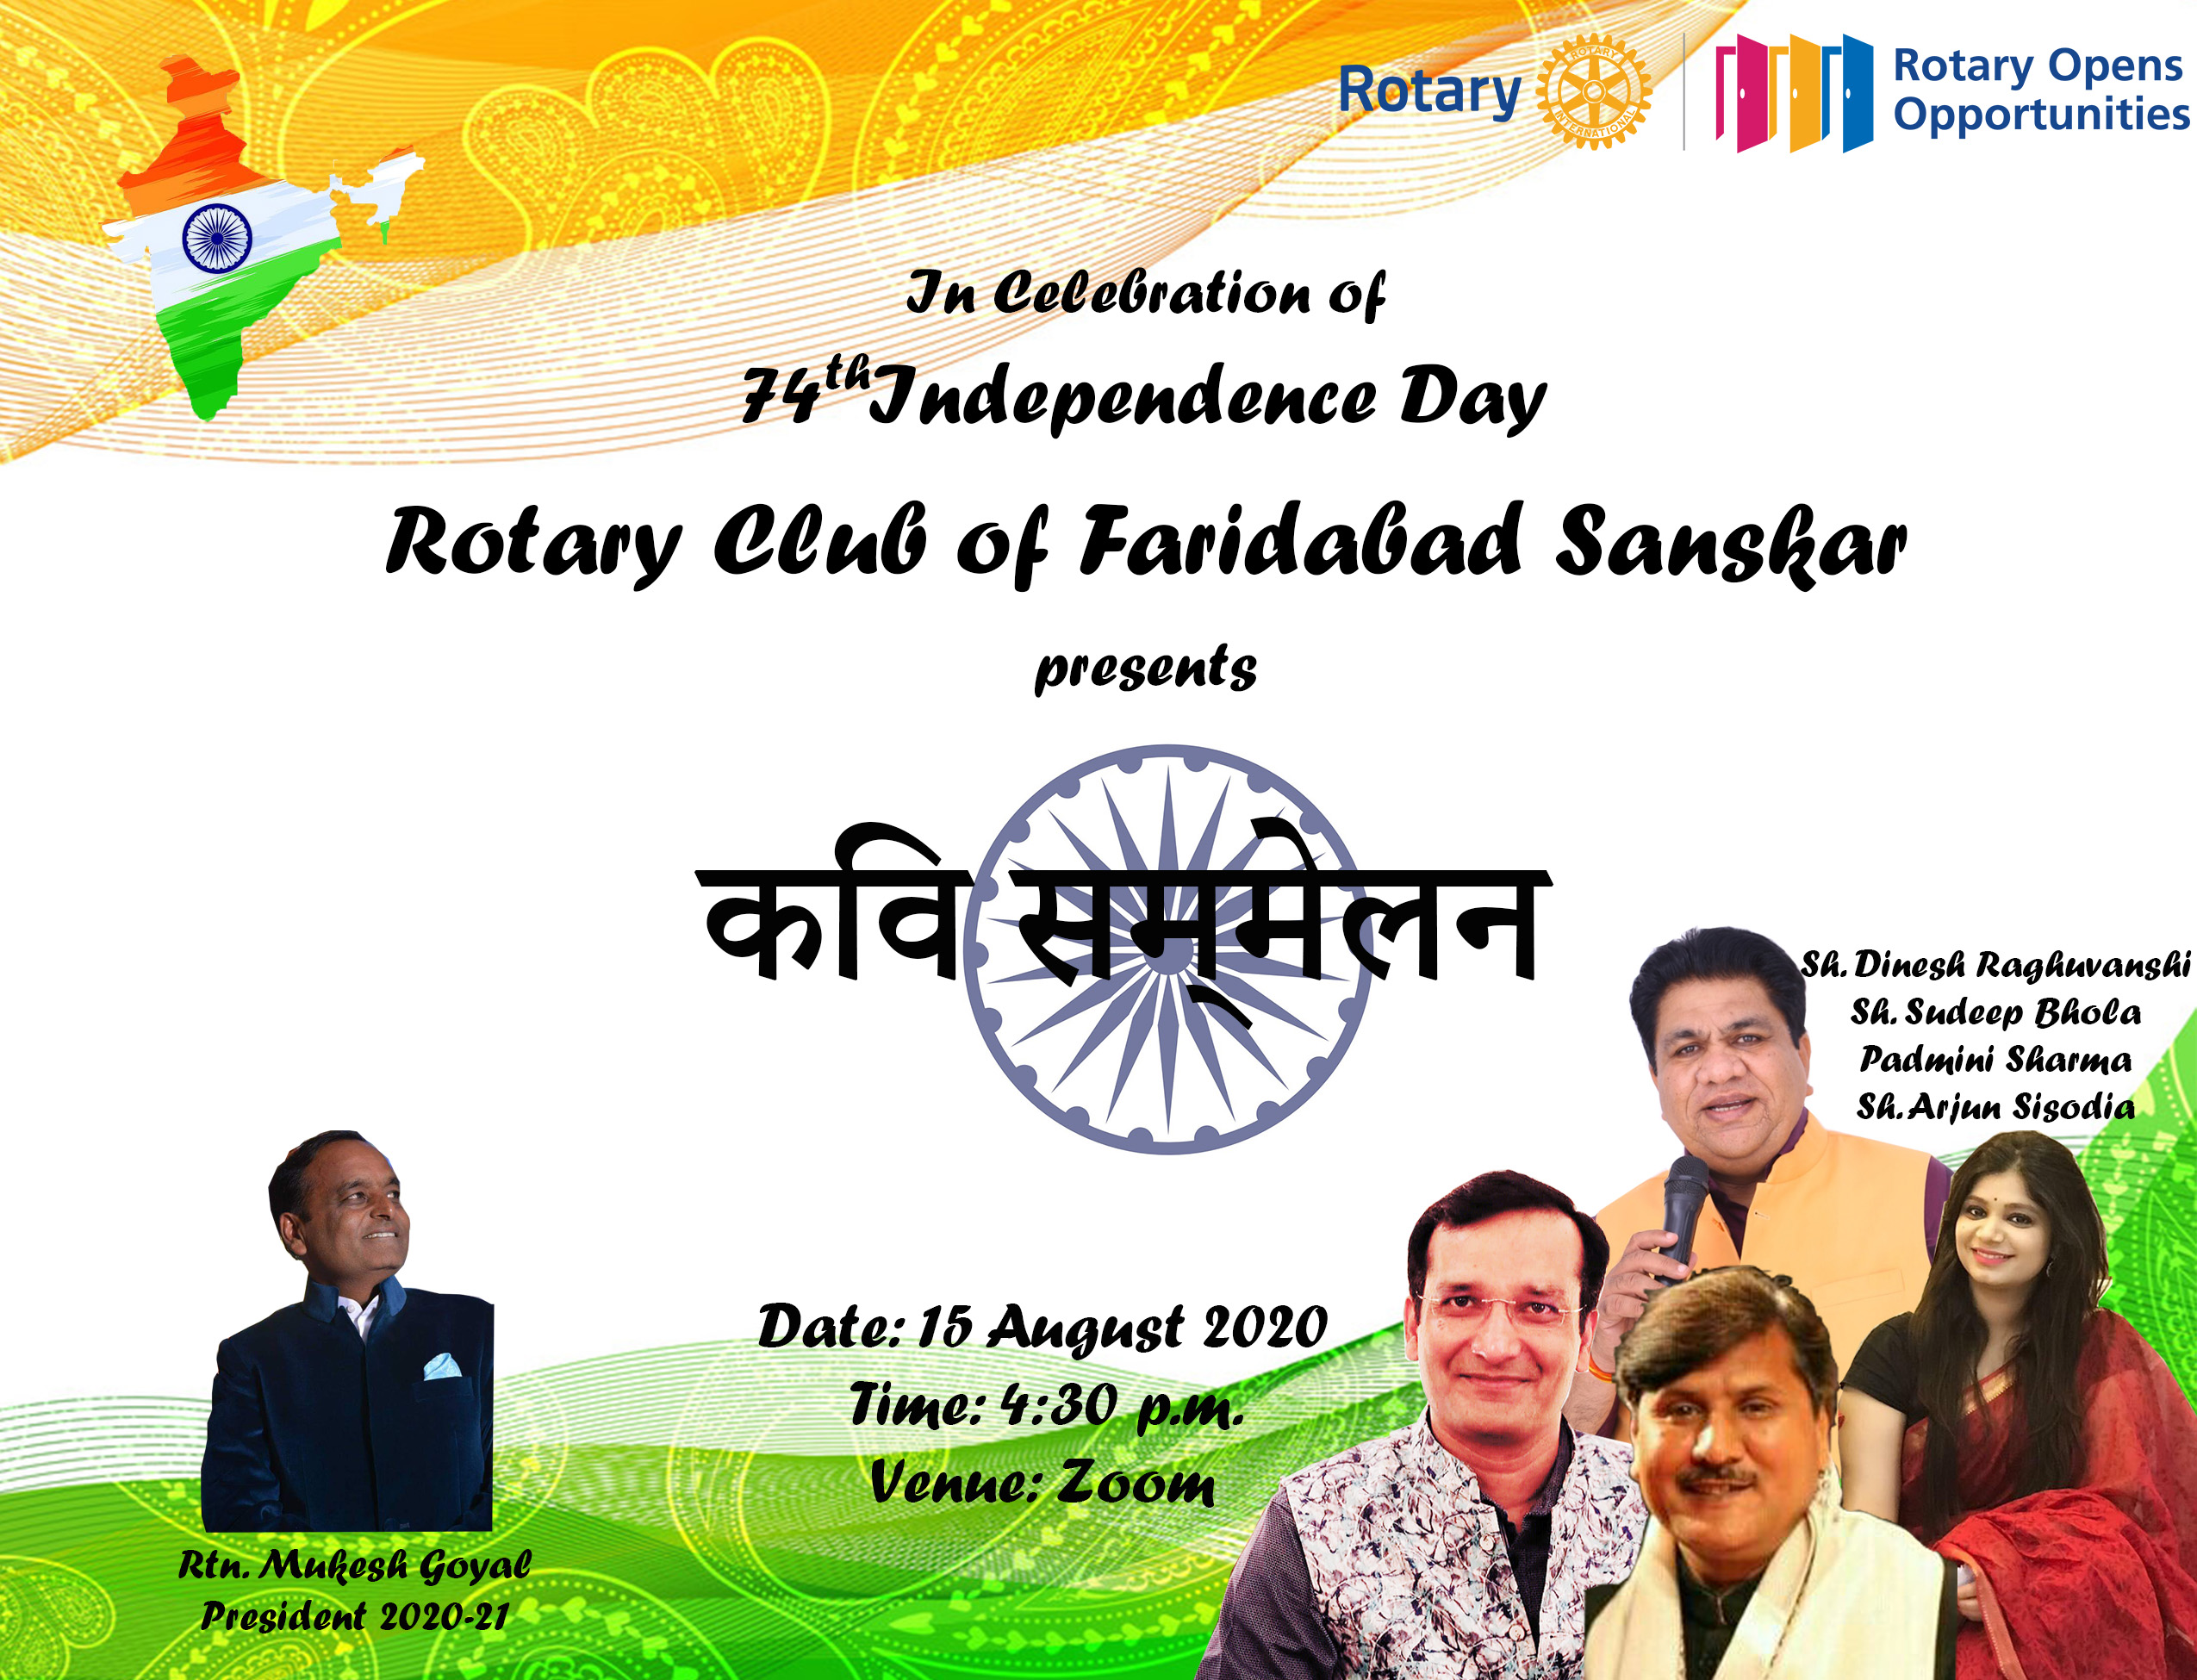 Rotary
ROTARY
INTERNATIONAL
Rotary Opens
Opportunities
In Celebration of
74th Independence Day
Rotary Club of Faridabad Sanskar
presents
कवि सम्‌मेलन
Sh. Dinesh Raghuvanshi
Sh. Sudeep Bhola
Padmini Sharma
Sh. Arjun Sisodia
Date: 15 August 2020
Time: 4:30 p.m.
Venue: Zoom
Rtn. Mukesh Goyal
President 2020-21